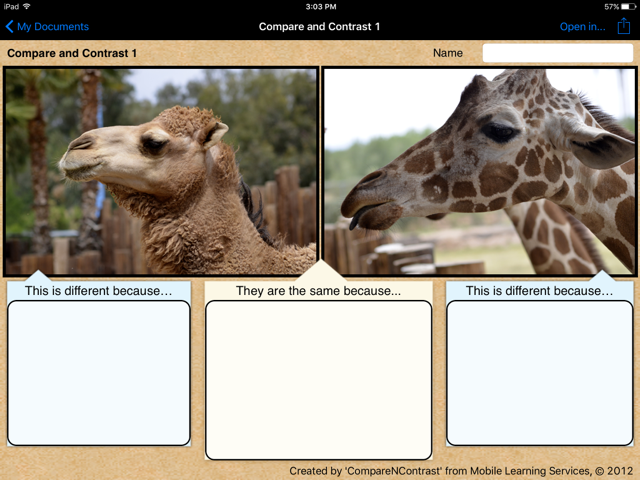 iPad 3:03 PM 57%
My Documents Compare and Contrast 1 Open in...
Compare and Contrast 1 Name
This is different because…
They are the same because...
This is different because…
Created by 'CompareNContrast' from Mobile Learning Services, © 2012